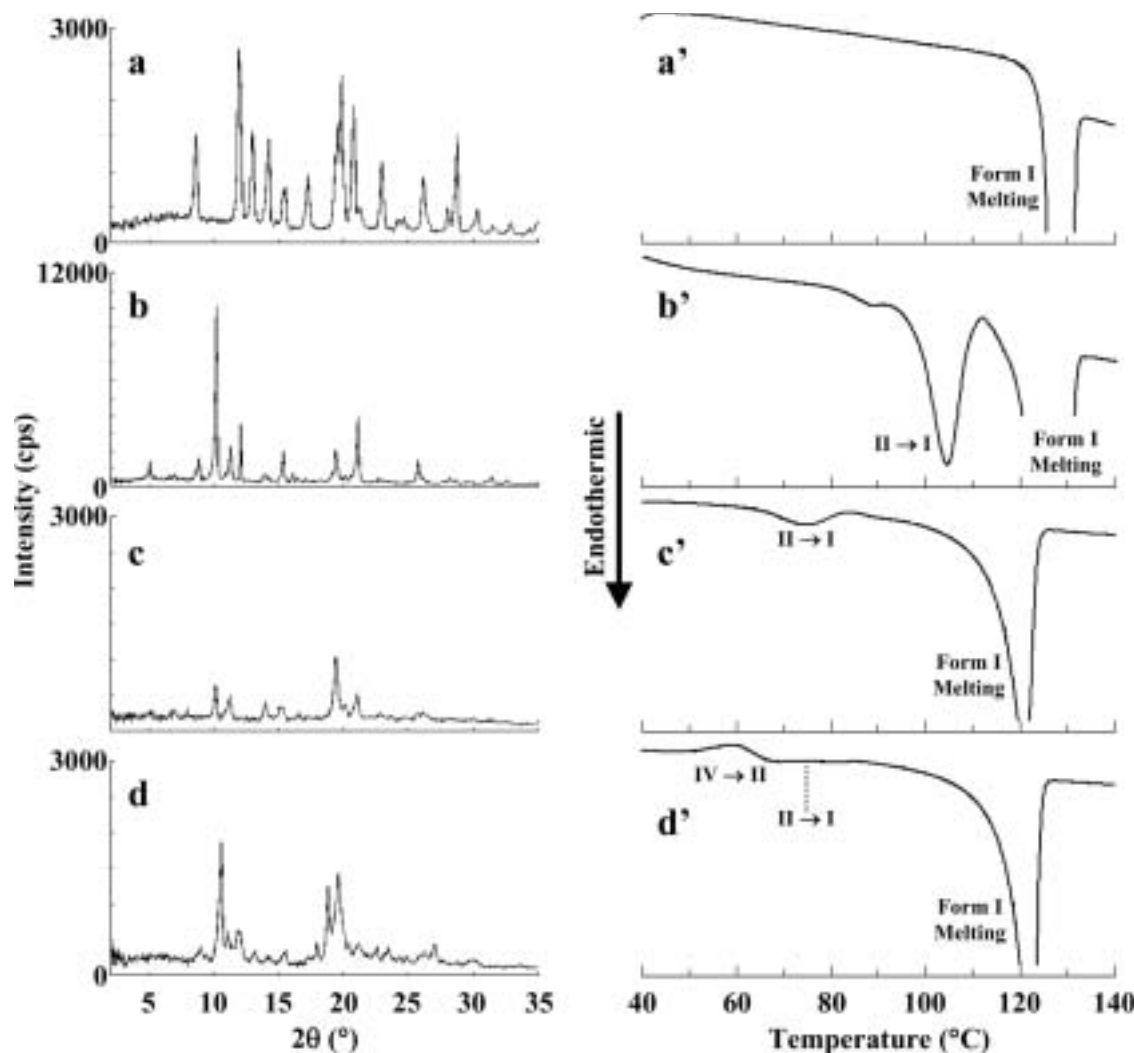 3000
a
0
12000
b
0
3000
c
3000
d
0
5
10
15
20
25
30
35
2θ (°)
Intensity (cps)
a’
Form I
Melting
b’
II → I
Form I
Melting
Endothermic
c’
II → I
Form I
Melting
d’
IV → II
II → I
Form I
Melting
40
60
80
100
120
140
Temperature (°C)